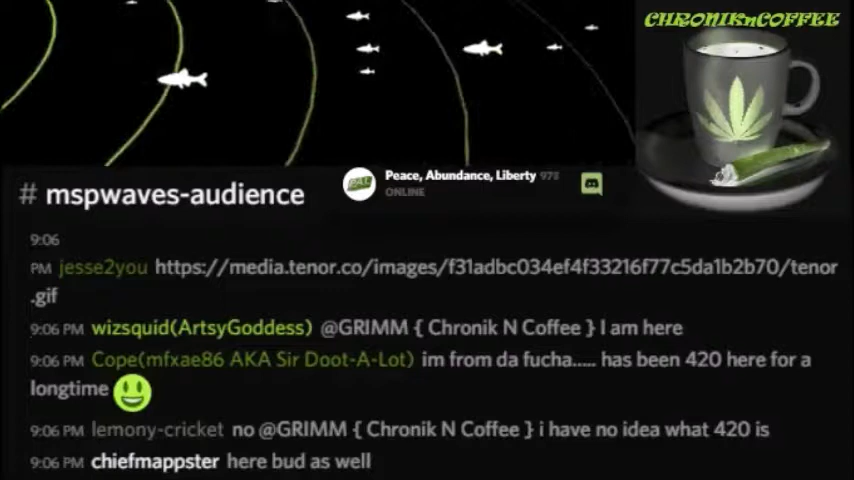 CHRONIKnCOFFEE
# mspwaves-audience
Peace, Abundance, Liberty 978
ONLINE
9:06
PM jesse2you https://media.tenor.co/images/f31adbc034ef4f33216f77c5da1b2b70/tenor
.gif
9:06 PM wizsquid(ArtsyGoddess) @GRIMM { Chronik N Coffee } I am here
9:06 PM Cope(mfxae86 AKA Sir Doot-A-Lot) im from da fucha..... has been 420 here for a
longtime
9:06 PM lemony-cricket no @GRIMM { Chronik N Coffee } i have no idea what 420 is
9:06 PM chiefmappster here bud as well